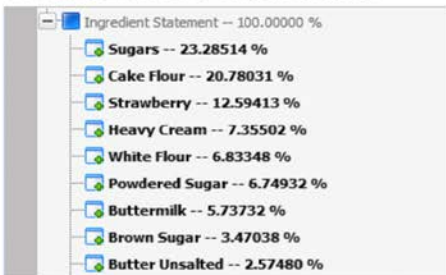 Ingredient Statement -- 100.00000 %
Sugars -- 23.28514 %
Cake Flour -- 20.78031 %
Strawberry -- 12.59413 %
Heavy Cream -- 7.35502 %
White Flour -- 6.83348 %
Powdered Sugar -- 6.74932 %
Buttermilk -- 5.73732 %
Brown Sugar -- 3.47038 %
Butter Unsalted -- 2.57480 %